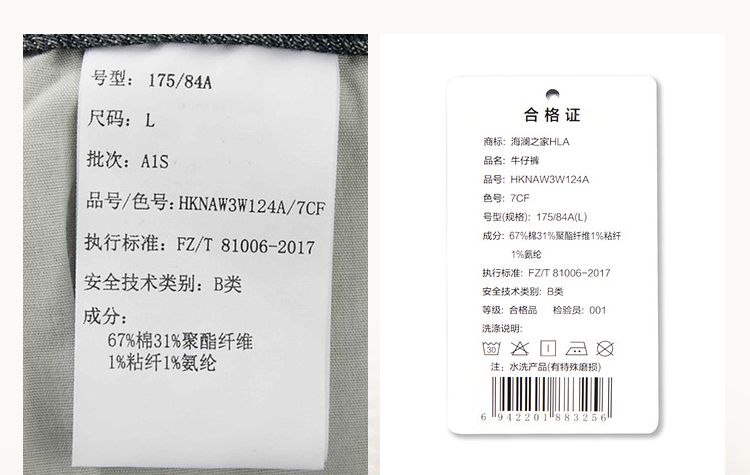 号型: 175/84A
尺码: L
批次: A1S
品号/色号:HKNAW3W124A/7CF
执行标准: FZ/T 81006-2017
安全技术类别: B类
成分:
67%棉31%聚酯纤维
1%粘纤1%氨纶
合格证
商标: 海澜之家HLA
品名: 牛仔裤
品号: HKNAW3W124A
色号: 7CF
号型(规格): 175/84A(L)
成分: 67%棉31%聚酯纤维1%粘纤
1%氨纶
执行标准: FZ/T 81006-2017
安全技术类别: B类
等级: 合格品 检验员: 001
洗涤说明:
30
注: 水洗产品(有特殊磨损)
6 942201 883256